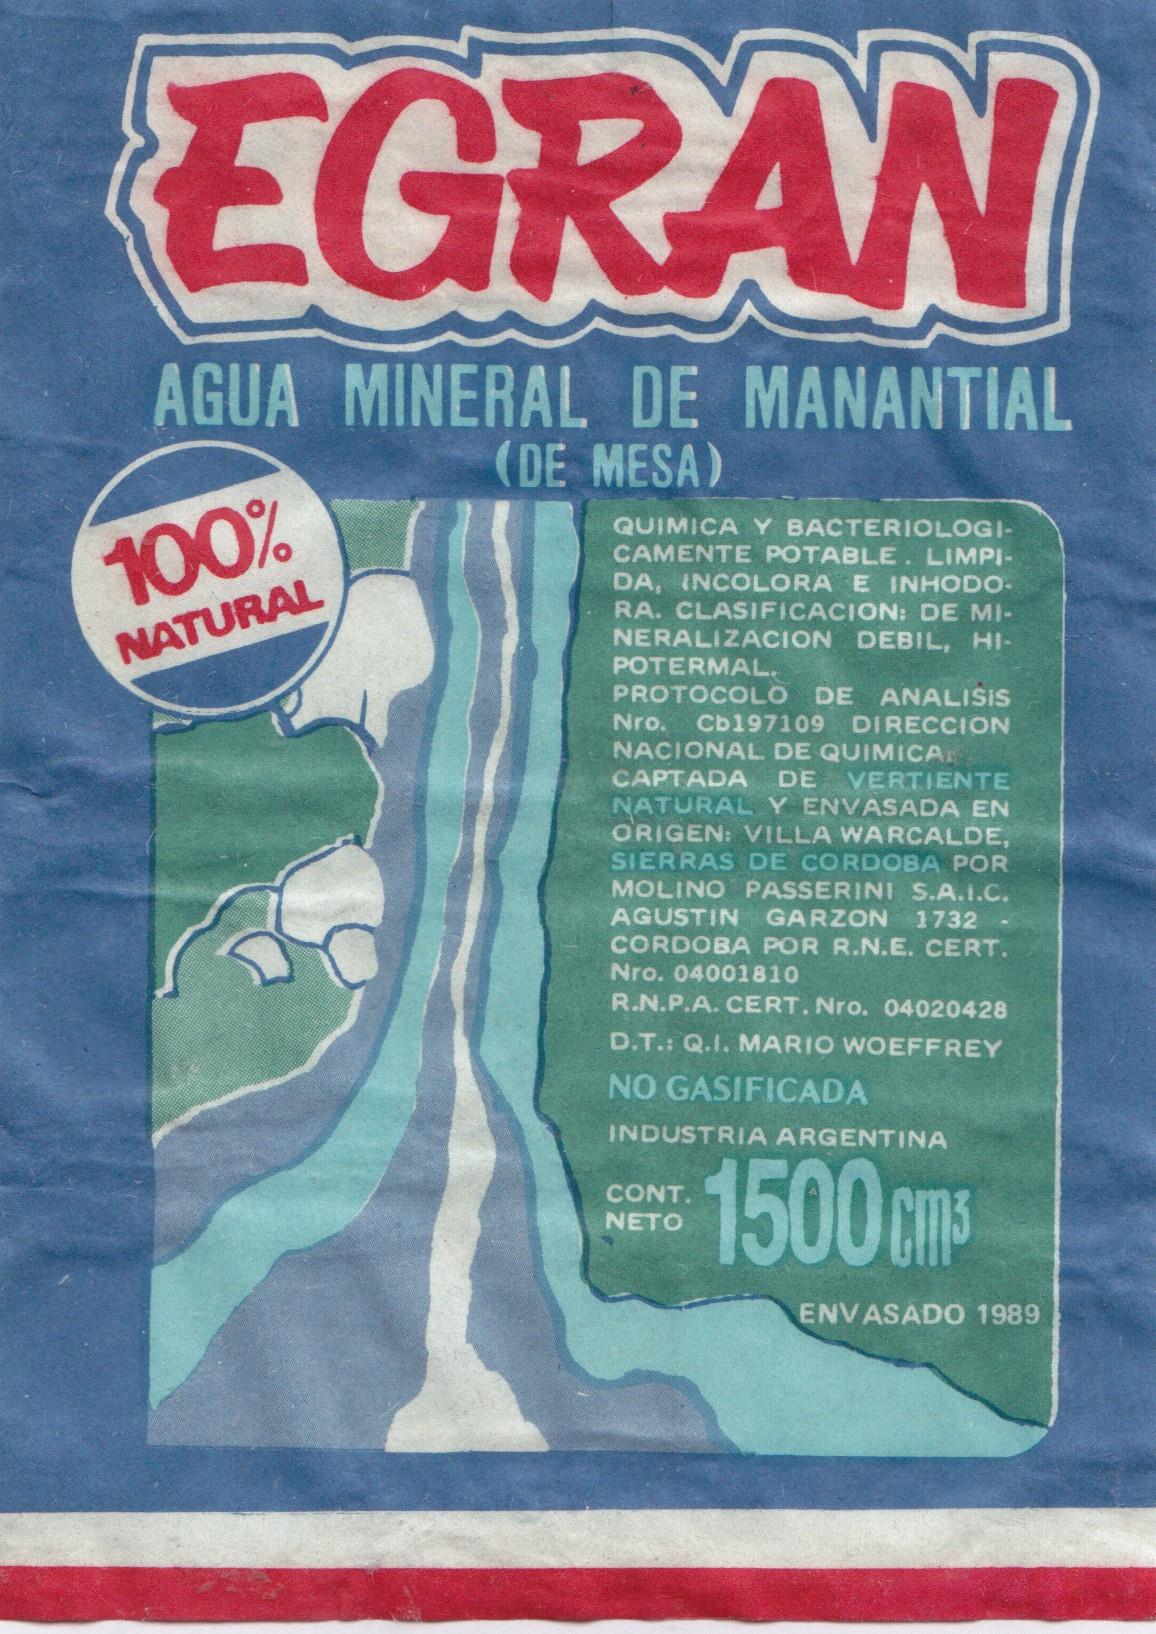 EGRAN
AGUA MINERAL DE MANANTIAL
(DE MESA)
100%
NATURAL
QUIMICA Y BACTERIOLOGI-
CAMENTE POTABLE. LIMPI-
DA, INCOLORA E INHODO-
RA. CLASIFICACION: DE MI-
NERALIZACION DEBIL, HI-
POTERMAL.
PROTOCOLO DE ANALISIS
Nro. Cb197109 DIRECCION
NACIONAL DE QUIMICA.
CAPTADA DE VERTIENTE
NATURAL Y ENVASADA EN
ORIGEN: VILLA WARCALDE,
SIERRAS DE CORDOBA POR
MOLINO PASSERINI S.A.I.C.
AGUSTIN GARZON 1732 -
CORDOBA POR R.N.E. CERT.
Nro. 04001810
R.N.P.A. CERT. Nro. 04020428
D.T.: Q.I. MARIO WOEFFREY
NO GASIFICADA
INDUSTRIA ARGENTINA
CONT.
NETO 1500 cm³
ENVASADO 1989